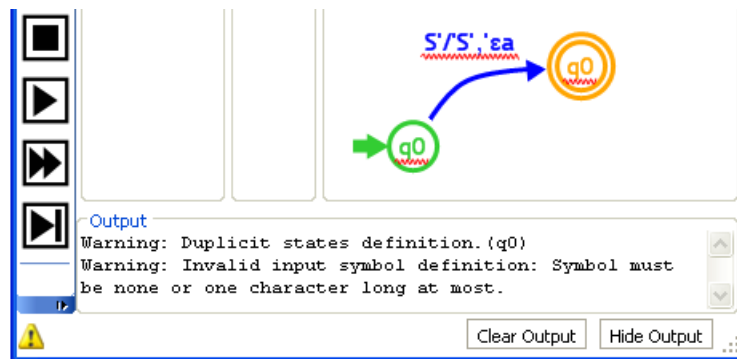 S'/'S','εa
q0
q0
Output
Warning: Duplicit states definition.(q0)
Warning: Invalid input symbol definition: Symbol must
be none or one character long at most.
Clear Output Hide Output